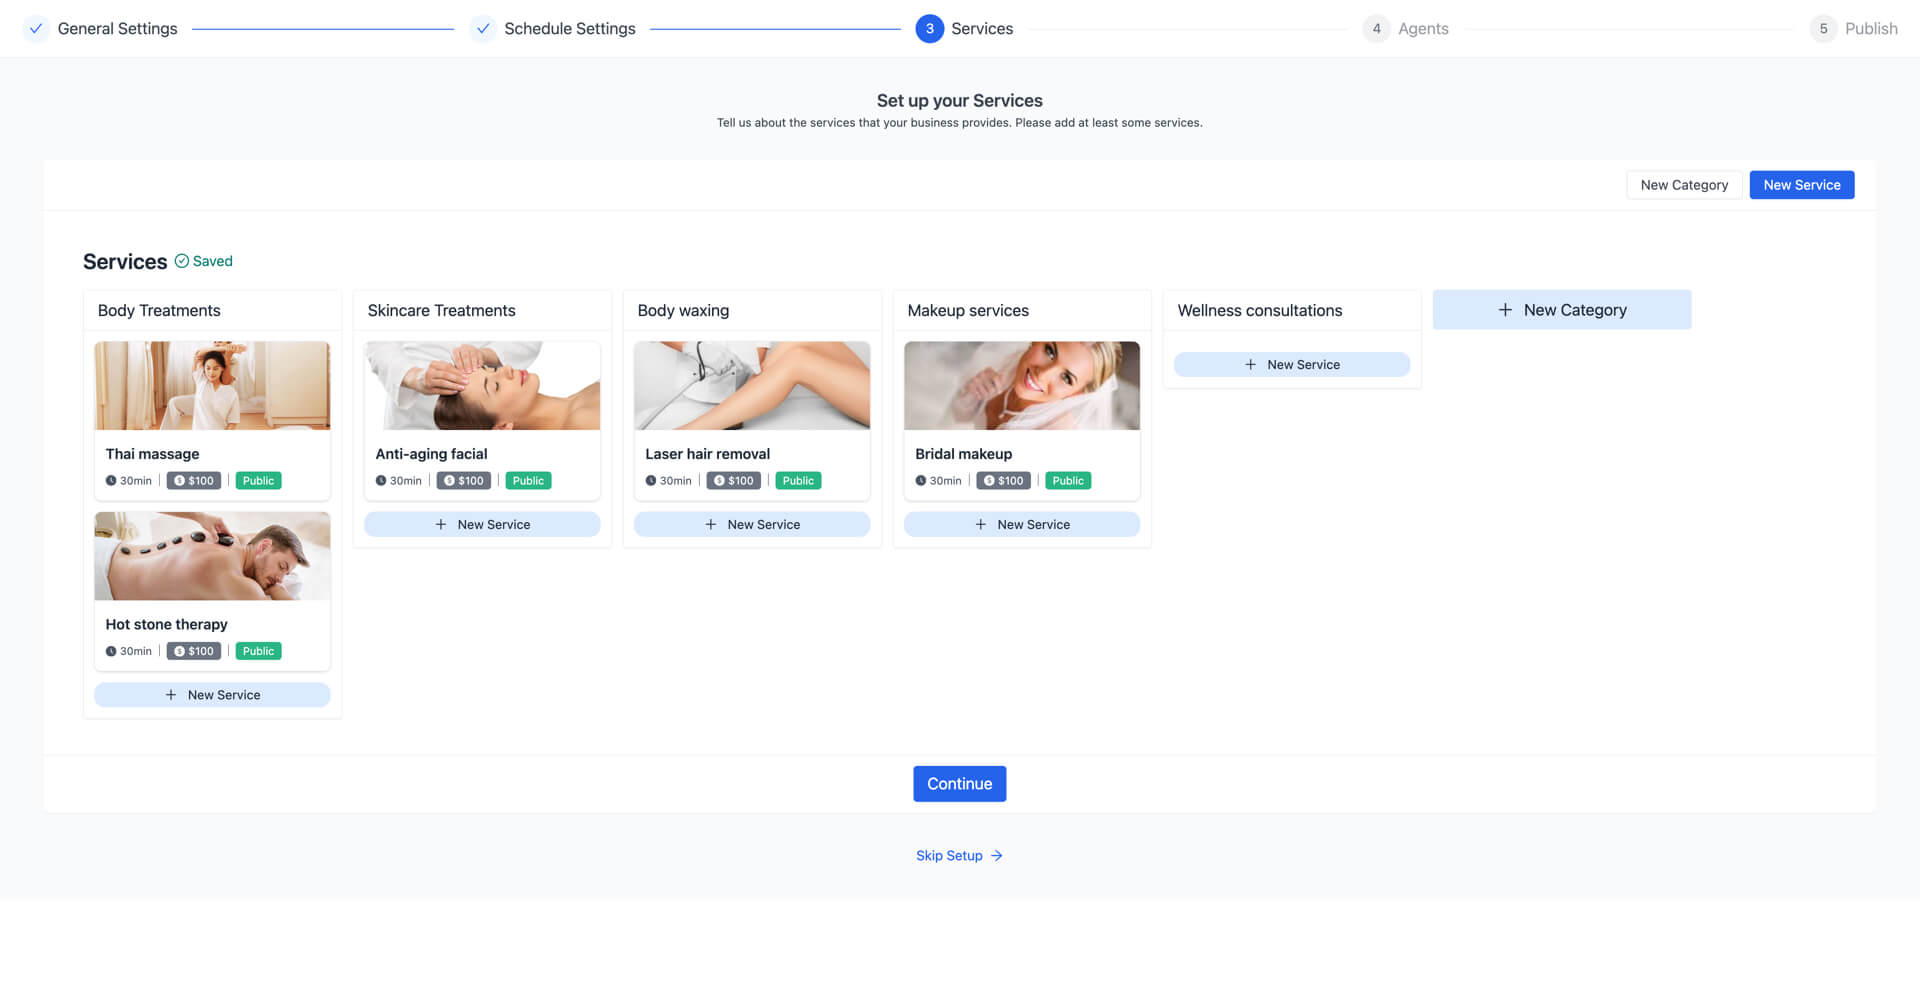 General Settings
Schedule Settings
3 Services
4 Agents
5 Publish
Set up your Services
Tell us about the services that your business provides. Please add at least some services.
New Category
New Service
Services Saved
Body Treatments
Thai massage
30min | $100 | Public
Hot stone therapy
30min | $100 | Public
+ New Service
Skincare Treatments
Anti-aging facial
30min | $100 | Public
+ New Service
Body waxing
Laser hair removal
30min | $100 | Public
+ New Service
Makeup services
Bridal makeup
30min | $100 | Public
+ New Service
Wellness consultations
+ New Service
+ New Category
Continue
Skip Setup →